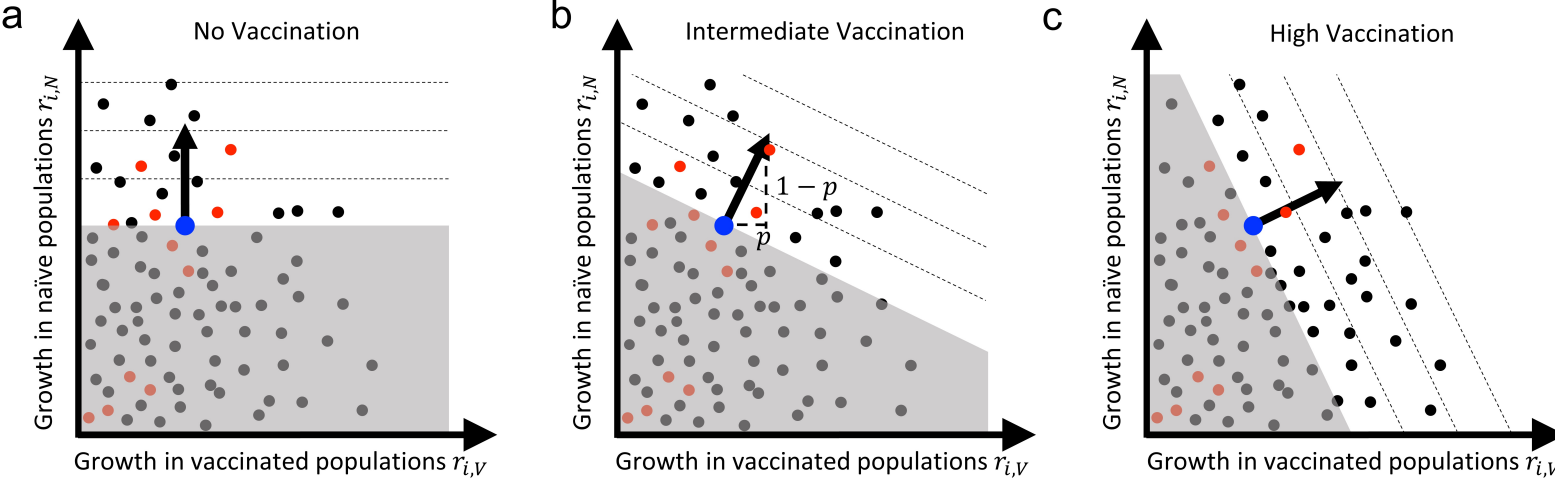 a
No Vaccination
Growth in naïve populations r_{i,N}
Growth in vaccinated populations r_{i,V}
b
Intermediate Vaccination
Growth in naïve populations r_{i,N}
1 − p
p
Growth in vaccinated populations r_{i,V}
c
High Vaccination
Growth in naïve populations r_{i,N}
Growth in vaccinated populations r_{i,V}